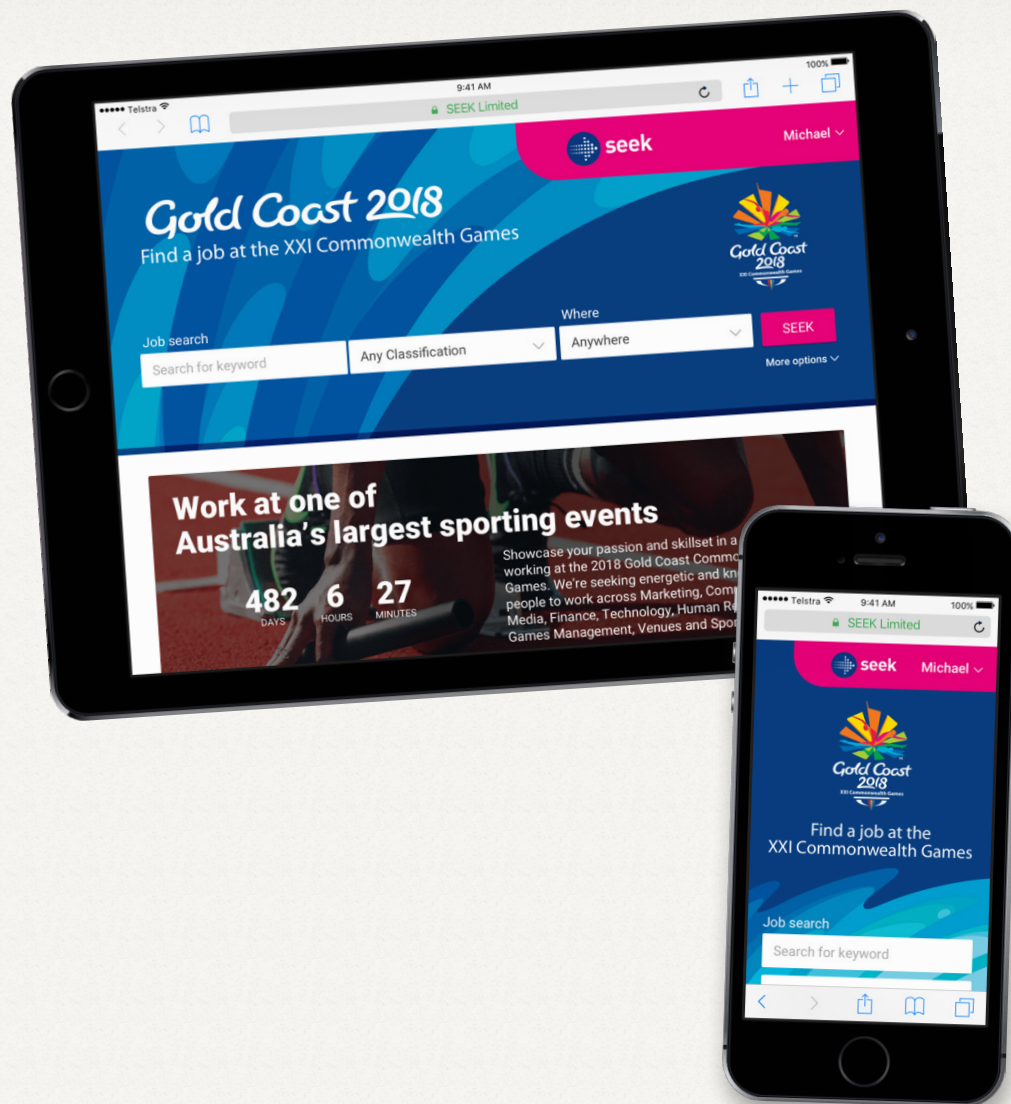 Telstra
9:41 AM
100%
SEEK Limited
seek
Michael
Gold Coast 2018
Find a job at the XXI Commonwealth Games
Gold Coast
2018
XXI Commonwealth Games
Job search
Search for keyword
Any Classification
Where
Anywhere
SEEK
More options
Work at one of
Australia's largest sporting events
482 6 27
DAYS HOURS MINUTES
Showcase your passion and skillset in a
working at the 2018 Gold Coast Commo
Games. We're seeking energetic and kn
people to work across Marketing, Com
Media, Finance, Technology, Human Re
Games Management, Venues and Spor
Telstra 9:41 AM 100%
SEEK Limited
seek Michael
Gold Coast
2018
XXI Commonwealth Games
Find a job at the
XXI Commonwealth Games
Job search
Search for keyword